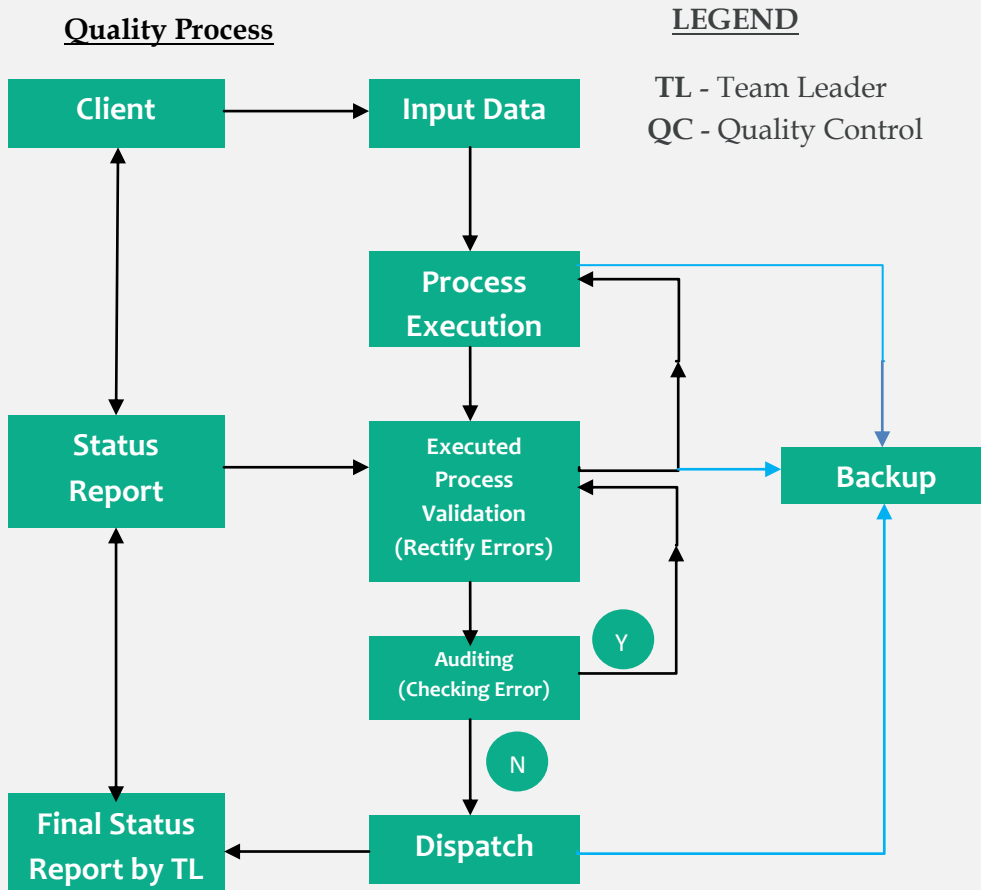 Quality Process
LEGEND
TL - Team Leader
QC - Quality Control
Client
Input Data
Process
Execution
Status
Report
Executed
Process
Validation
(Rectify Errors)
Backup
Auditing
(Checking Error)
Y
N
Final Status
Report by TL
Dispatch